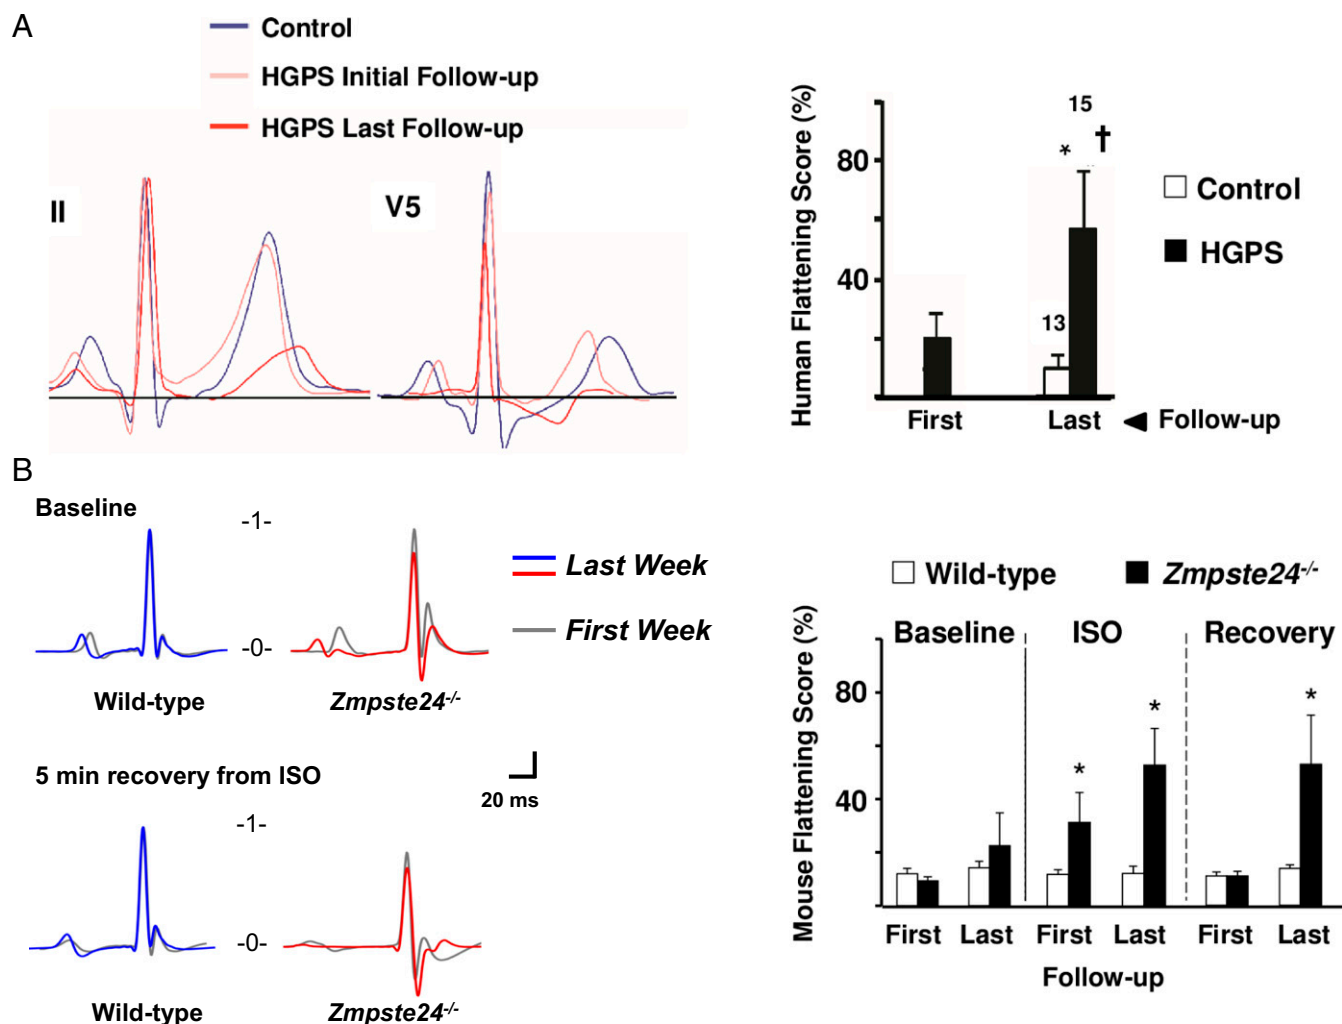 A
Control
HGPS Initial Follow-up
HGPS Last Follow-up
II
V5
Human Flattening Score (%)
80
40
15
* †
13
First
Last
Follow-up
Control
HGPS
B
Baseline
-1-
-0-
Wild-type
Zmpste24-/-
Last Week
First Week
5 min recovery from ISO
20 ms
-1-
-0-
Wild-type
Zmpste24-/-
Wild-type
Zmpste24-/-
Mouse Flattening Score (%)
Baseline
ISO
Recovery
80
40
*
*
*
First Last First Last First Last
Follow-up